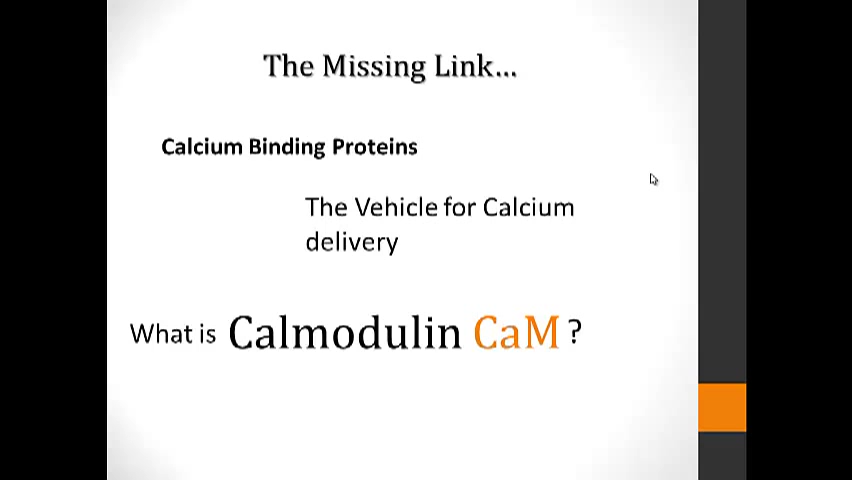 The Missing Link...
Calcium Binding Proteins
The Vehicle for Calcium
delivery
What is Calmodulin CaM ?